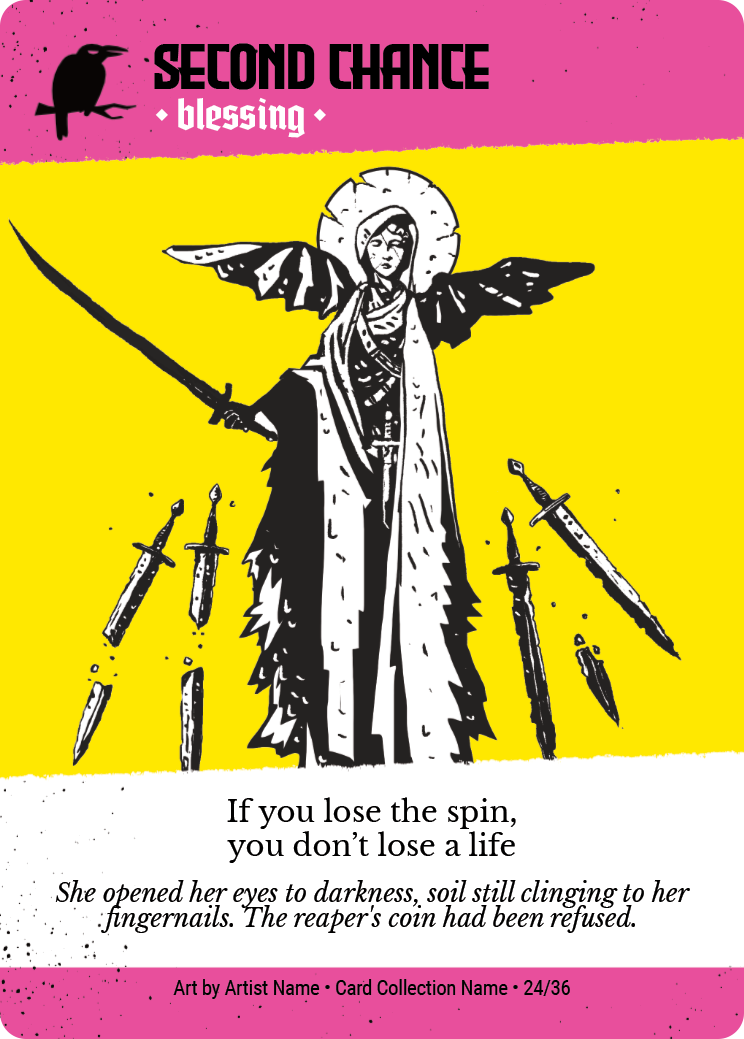 SECOND CHANCE
• blessing •
If you lose the spin,
you don’t lose a life
She opened her eyes to darkness, soil still clinging to her
fingernails. The reaper's coin had been refused.
Art by Artist Name • Card Collection Name • 24/36